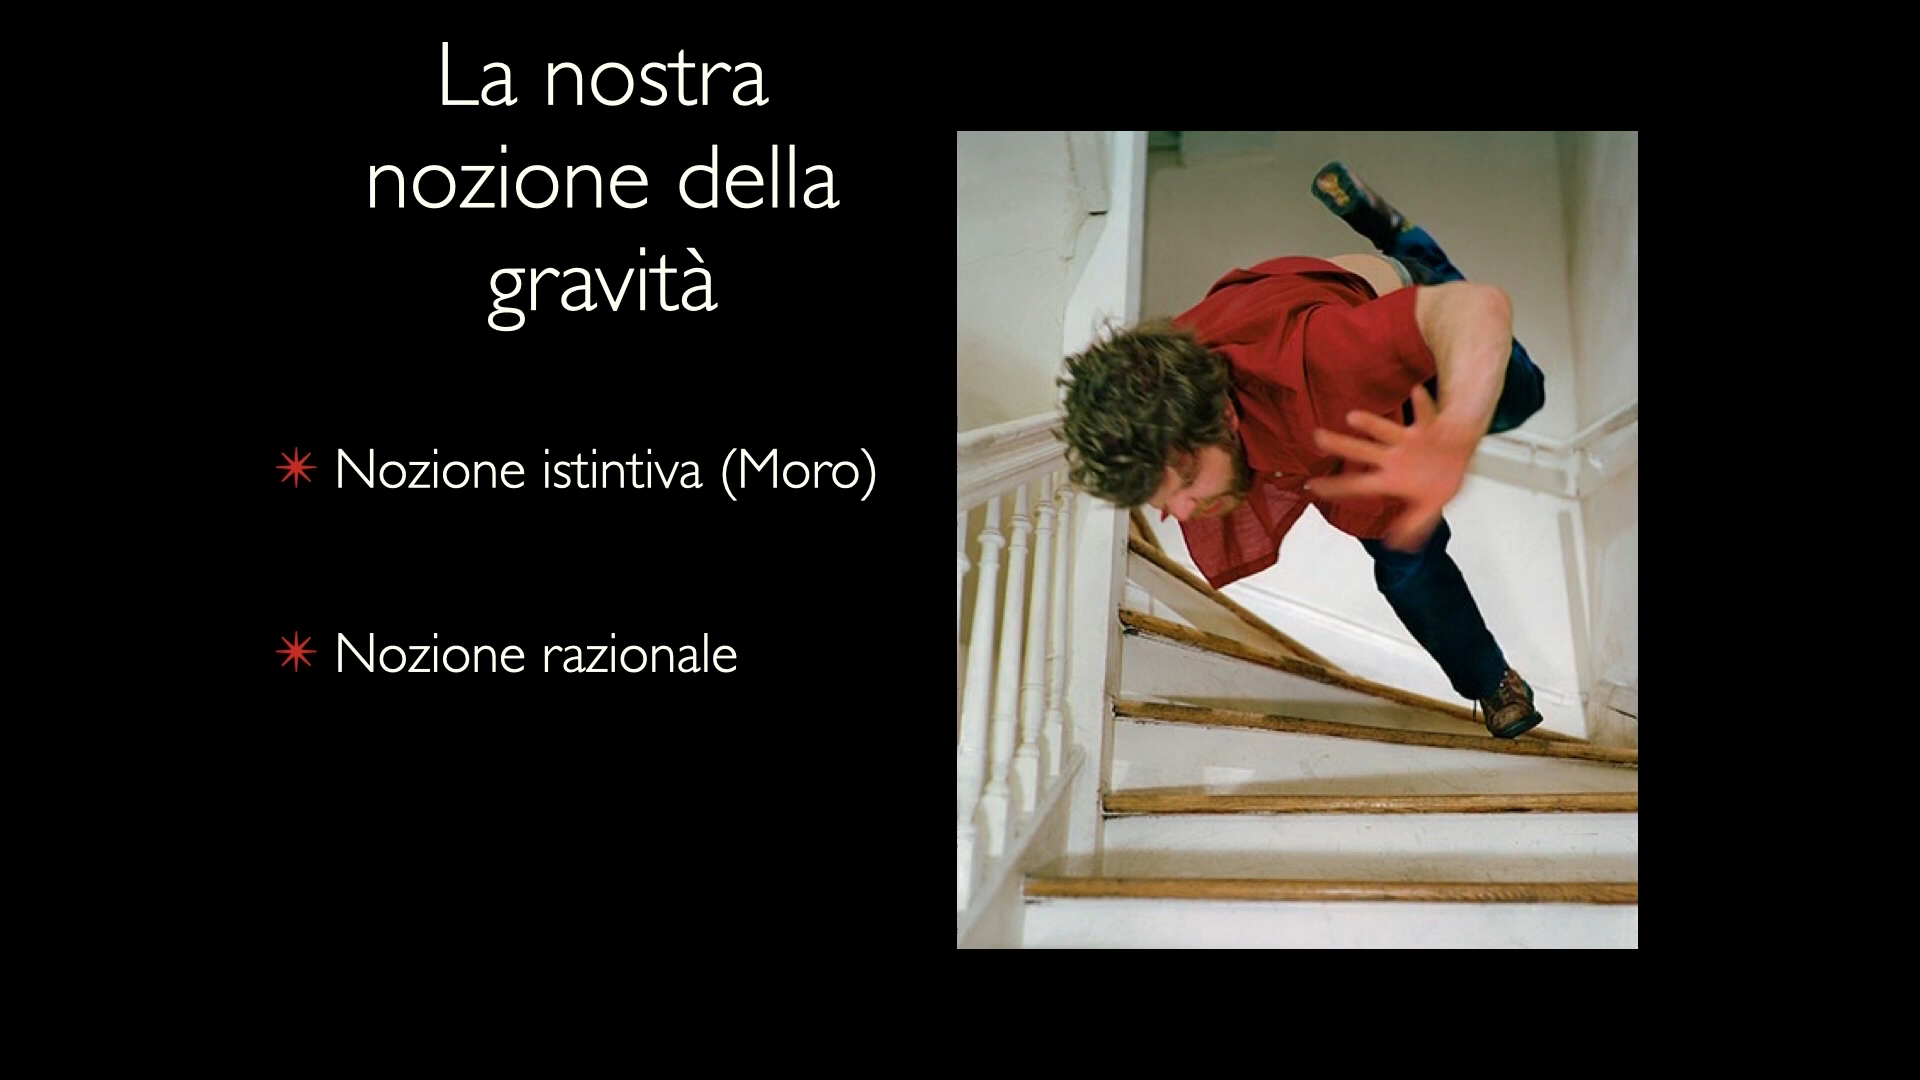 La nostra
nozione della
gravità
Nozione istintiva (Moro)
Nozione razionale